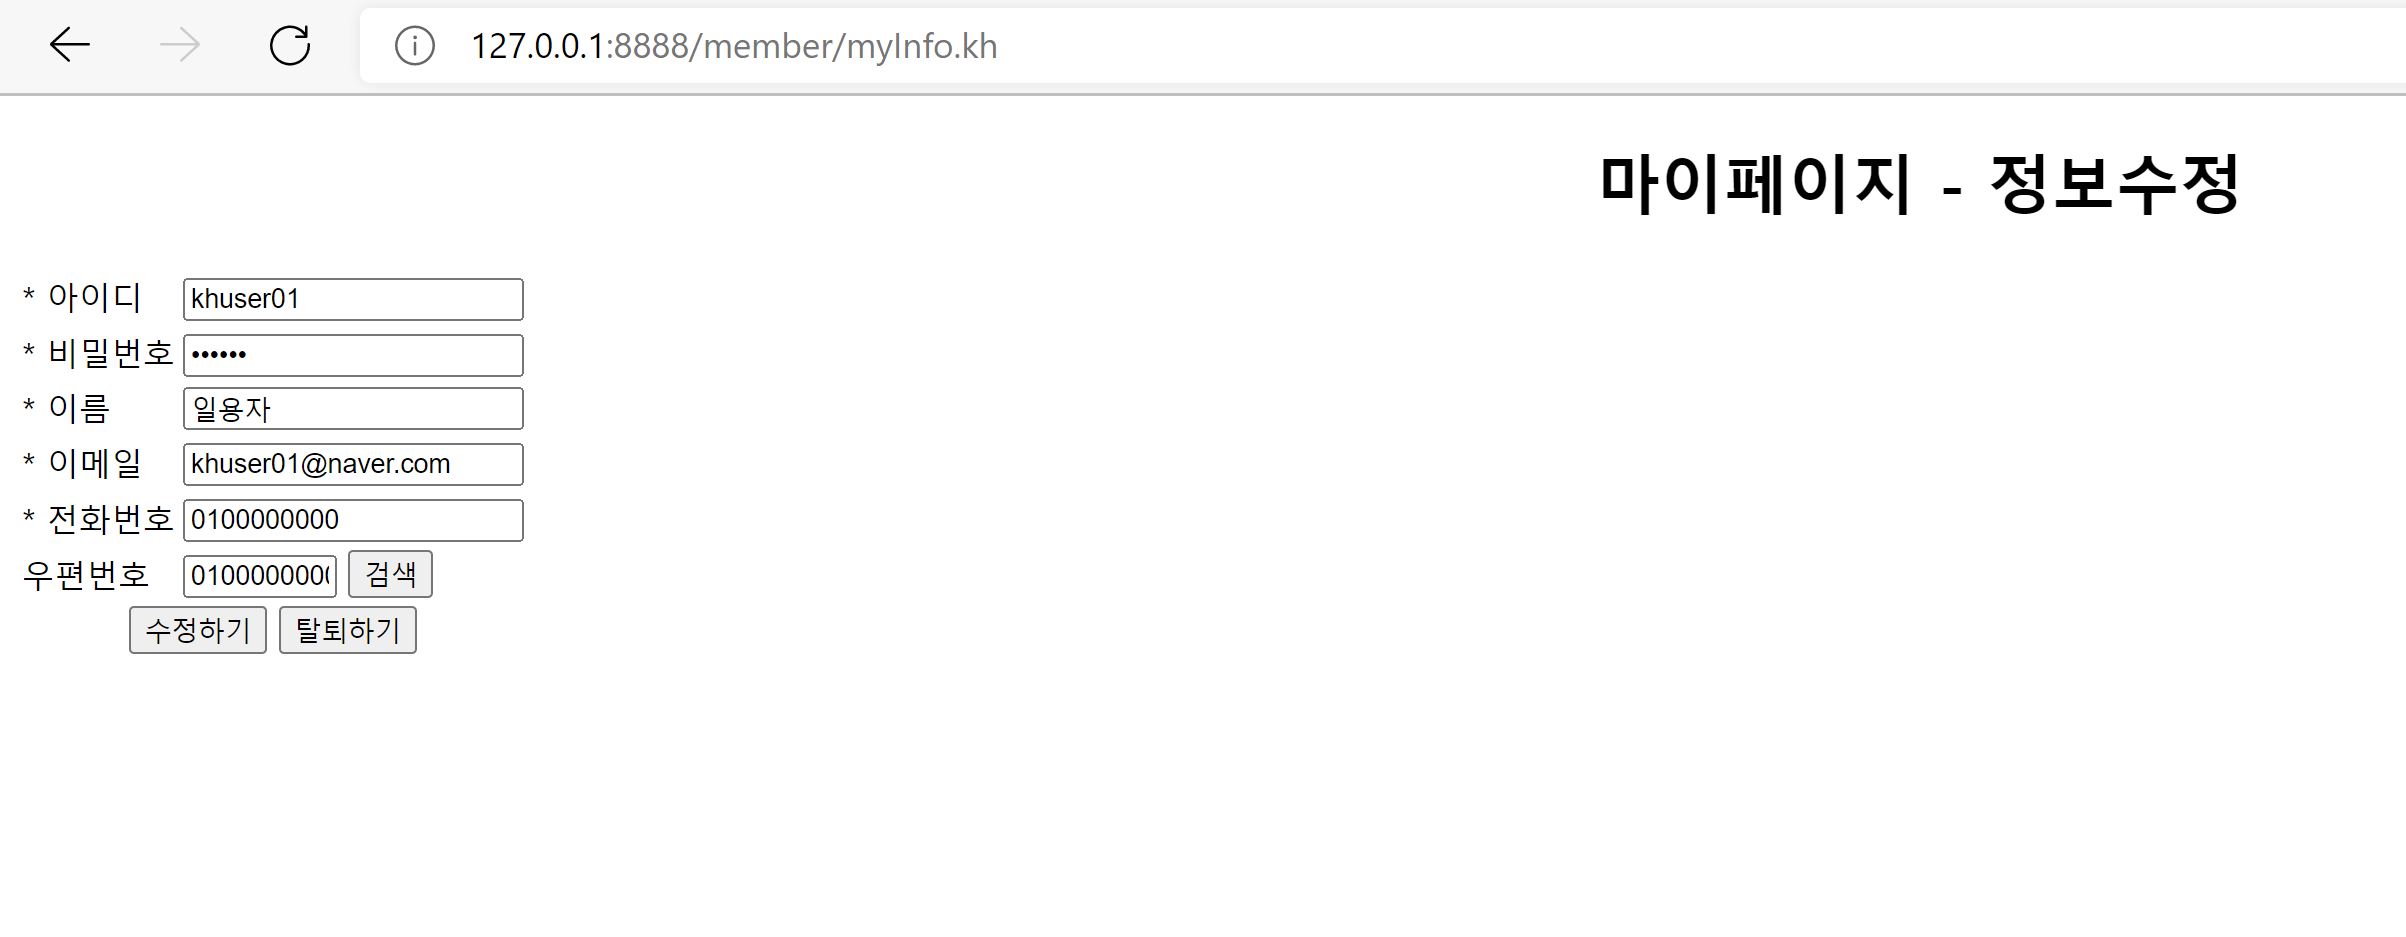 127.0.0.1:8888/member/myInfo.kh
마이페이지 - 정보수정
* 아이디 khuser01
* 비밀번호 ••••••
* 이름 일용자
* 이메일 khuser01@naver.com
* 전화번호 0100000000
우편번호 0100000000 검색
수정하기 탈퇴하기